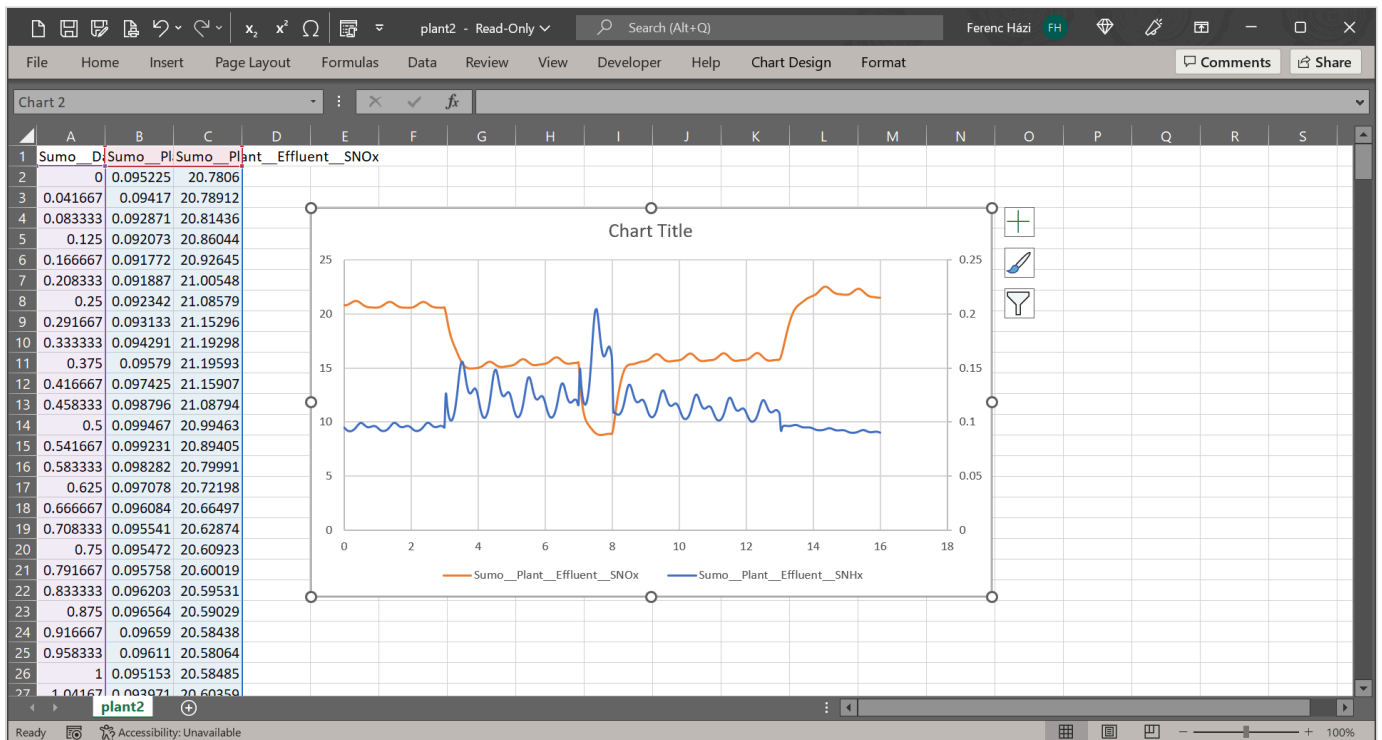 x₂ x² Ω plant2 - Read-Only Search (Alt+Q) Ferenc Házi FH
File Home Insert Page Layout Formulas Data Review View Developer Help Chart Design Format Comments Share
Chart 2 fx
A B C D E F G H I J K L M N O P Q R S
1 Sumo__Da Sumo__Pl Sumo__Plant__Effluent__SNOx
2 0 0.095225 20.7806
3 0.041667 0.09417 20.78912
4 0.083333 0.092871 20.81436
5 0.125 0.092073 20.86044
6 0.166667 0.091772 20.92645
7 0.208333 0.091887 21.00548
8 0.25 0.092342 21.08579
9 0.291667 0.093133 21.15296
10 0.333333 0.094291 21.19298
11 0.375 0.09579 21.19593
12 0.416667 0.097425 21.15907
13 0.458333 0.098796 21.08794
14 0.5 0.099467 20.99463
15 0.541667 0.099231 20.89405
16 0.583333 0.098282 20.79991
17 0.625 0.097078 20.72198
18 0.666667 0.096084 20.66497
19 0.708333 0.095541 20.62874
20 0.75 0.095472 20.60923
21 0.791667 0.095758 20.60019
22 0.833333 0.096203 20.59531
23 0.875 0.096564 20.59029
24 0.916667 0.09659 20.58438
25 0.958333 0.09611 20.58064
26 1 0.095153 20.58485
27 1.04167 0.093971 20.60359
Chart Title
25 0.25
20 0.2
15 0.15
10 0.1
5 0.05
0 0
0 2 4 6 8 10 12 14 16 18
Sumo__Plant__Effluent__SNOx Sumo__Plant__Effluent__SNHx
plant2
Ready Accessibility: Unavailable 100%